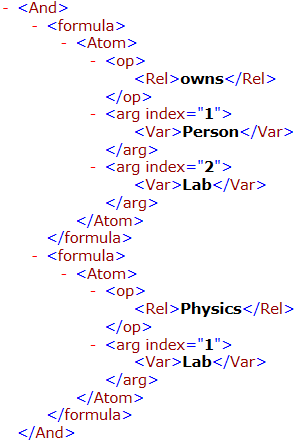 - <And>
- <formula>
- <Atom>
- <op>
<Rel>owns</Rel>
</op>
- <arg index="1">
<Var>Person</Var>
</arg>
- <arg index="2">
<Var>Lab</Var>
</arg>
</Atom>
</formula>
- <formula>
- <Atom>
- <op>
<Rel>Physics</Rel>
</op>
- <arg index="1">
<Var>Lab</Var>
</arg>
</Atom>
</formula>
</And>